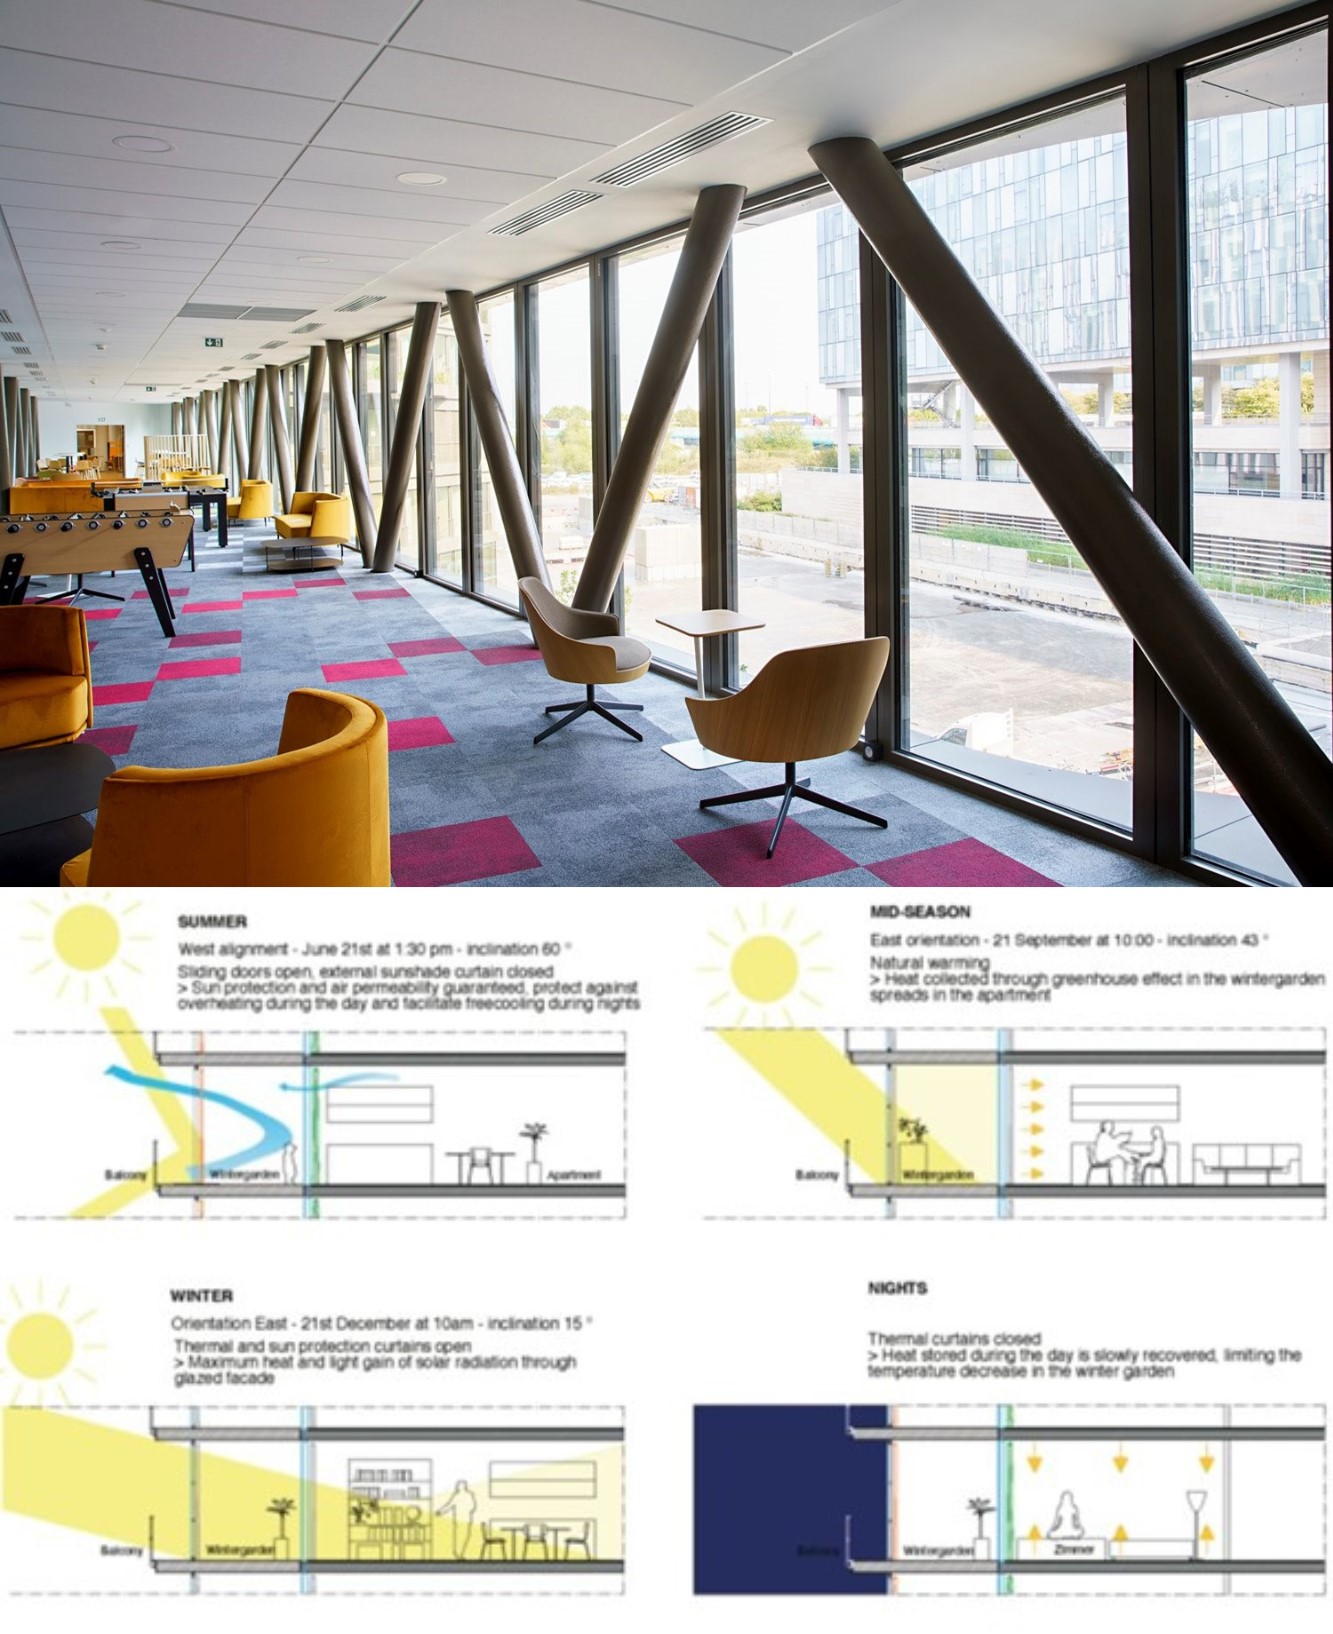 SUMMER
West alignment - June 21st at 1:30 pm - inclination 60 °
Sliding doors open, external sunshade curtain closed
> Sun protection and air permeability guaranteed, protect against
overheating during the day and facilitate freecooling during nights
Balcony
Wintergarden
Apartment
MID-SEASON
East orientation - 21 September at 10:00 - inclination 43 °
Natural warming
> Heat collected through greenhouse effect in the wintergarden
spreads in the apartment
Balcony
Wintergarden
WINTER
Orientation East - 21st December at 10am - inclination 15 °
Thermal and sun protection curtains open
> Maximum heat and light gain of solar radiation through
glazed facade
Balcony
Wintergarden
NIGHTS
Thermal curtains closed
> Heat stored during the day is slowly recovered, limiting the
temperature decrease in the winter garden
Balcony
Wintergarden
Zimmer